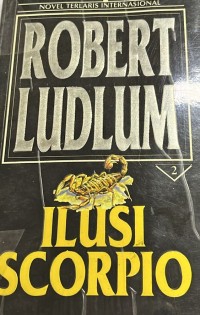 NOVEL TERLARIS INTERNASIONAL
ROBERT
LUDLUM
2
ILUSI
SCORPIO